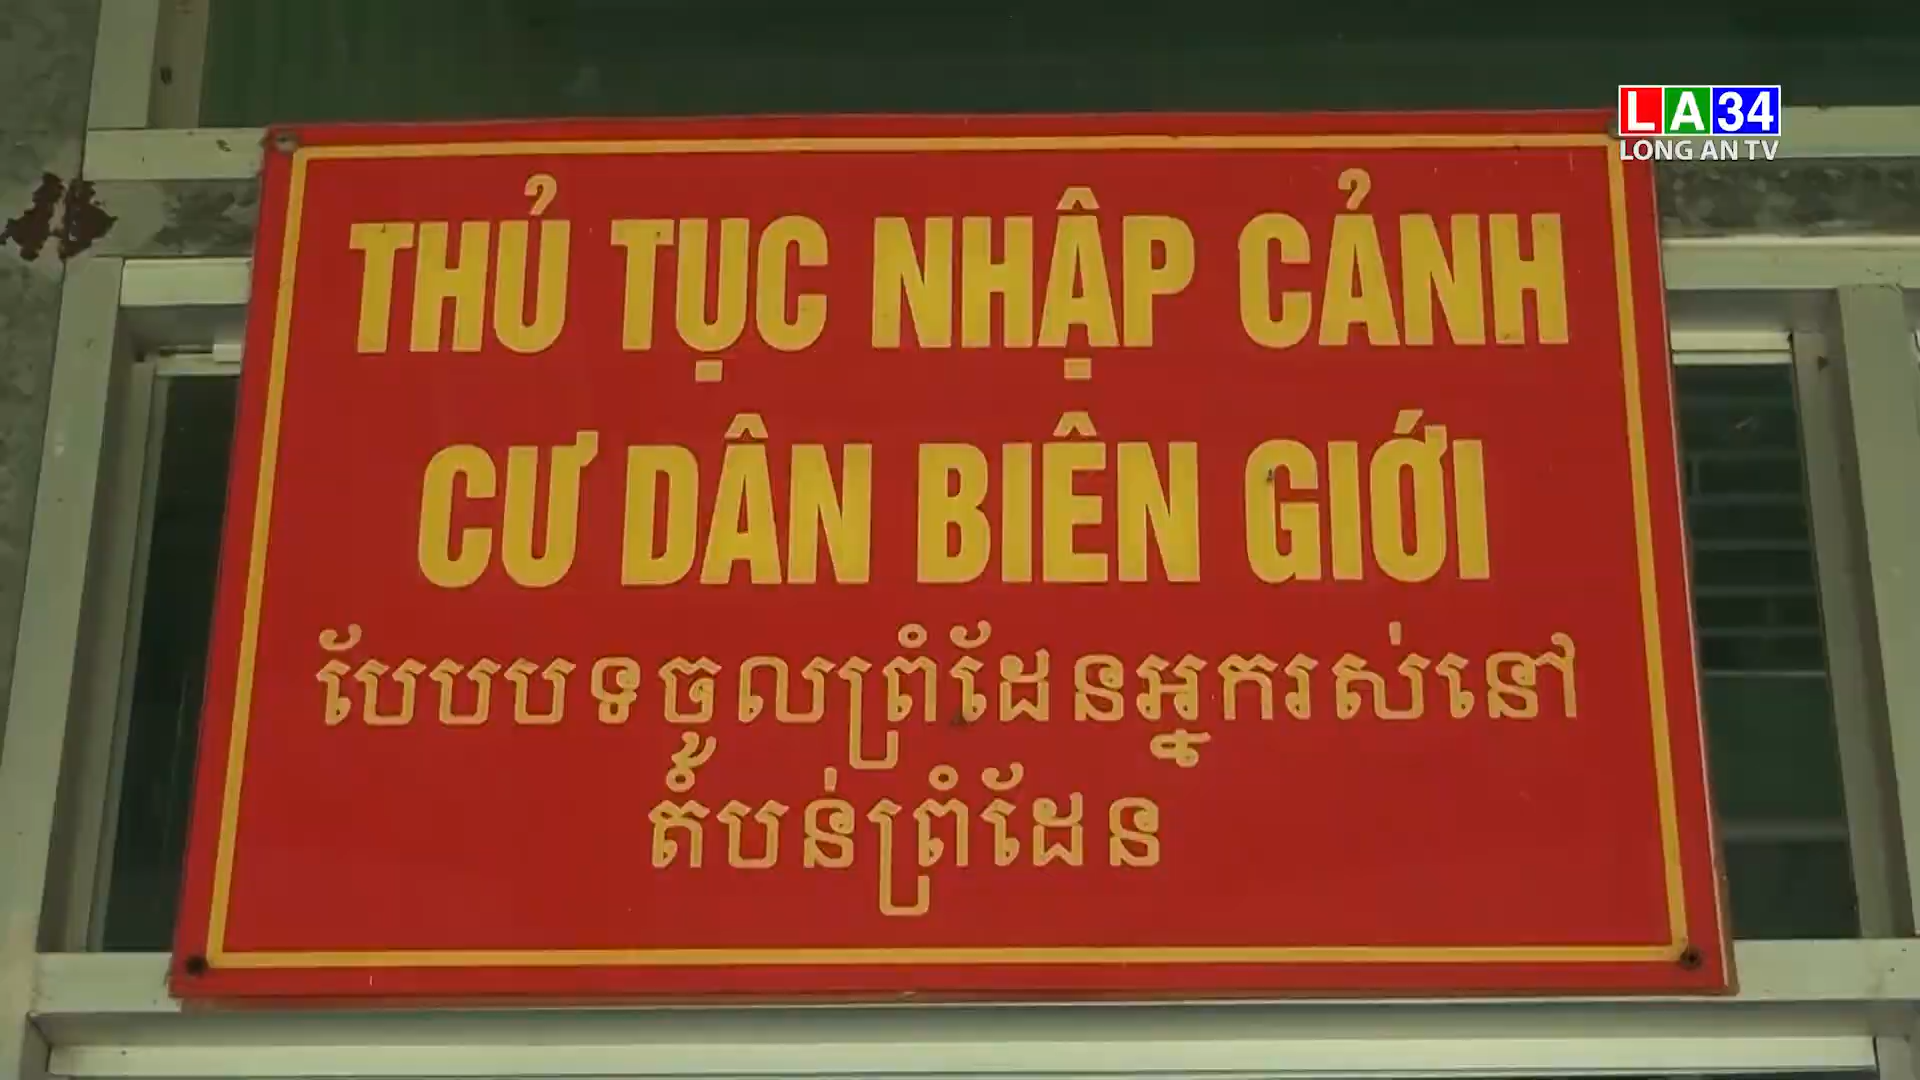 LA34
LONG AN TV
THỦ TỤC NHẬP CẢNH
CƯ DÂN BIÊN GIỚI
បែបបទចូលព្រំដែនអ្នករស់នៅ
តំបន់ព្រំដែន